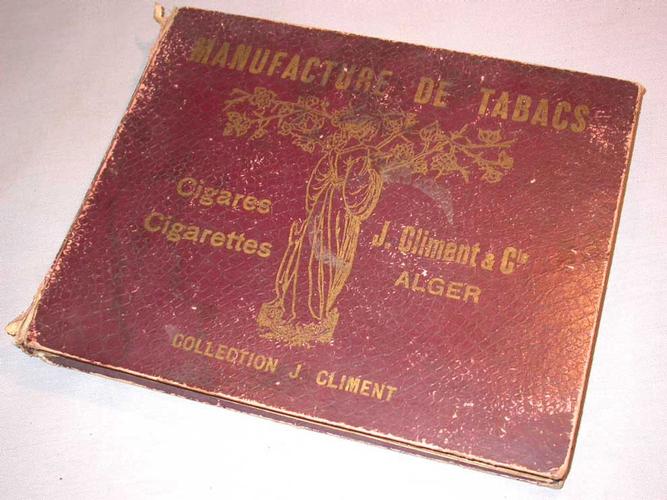 MANUFACTURE DE TABACS
Cigares
Cigarettes
J. Climent & Cie
ALGER
COLLECTION J. CLIMENT